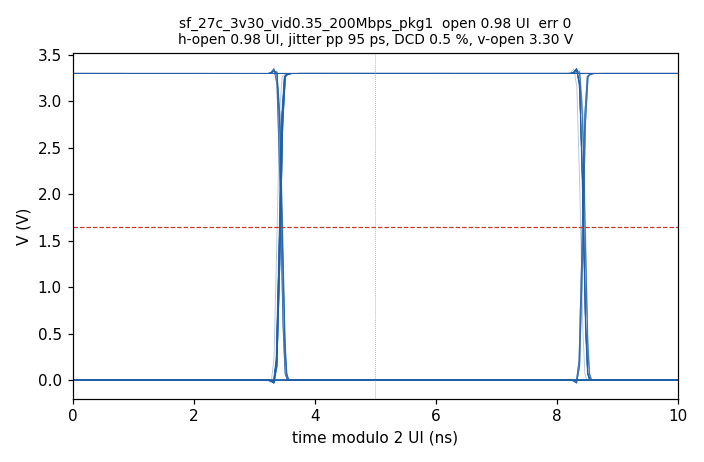 sf_27c_3v30_vid0.35_200Mbps_pkg1  open 0.98 UI  err 0
h-open 0.98 UI, jitter pp 95 ps, DCD 0.5 %, v-open 3.30 V
3.5
3.0
2.5
2.0
1.5
1.0
0.5
0.0
V (V)
0 2 4 6 8 10
time modulo 2 UI (ns)